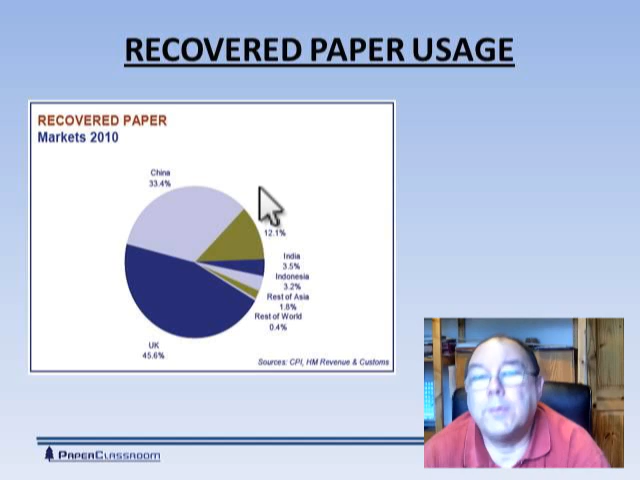 RECOVERED PAPER USAGE
RECOVERED PAPER
Markets 2010
China
33.4%
12.1%
India
3.5%
Indonesia
3.2%
Rest of Asia
1.8%
Rest of World
0.4%
UK
45.6%
Sources: CPI, HM Revenue & Customs
PAPERCLASSROOM